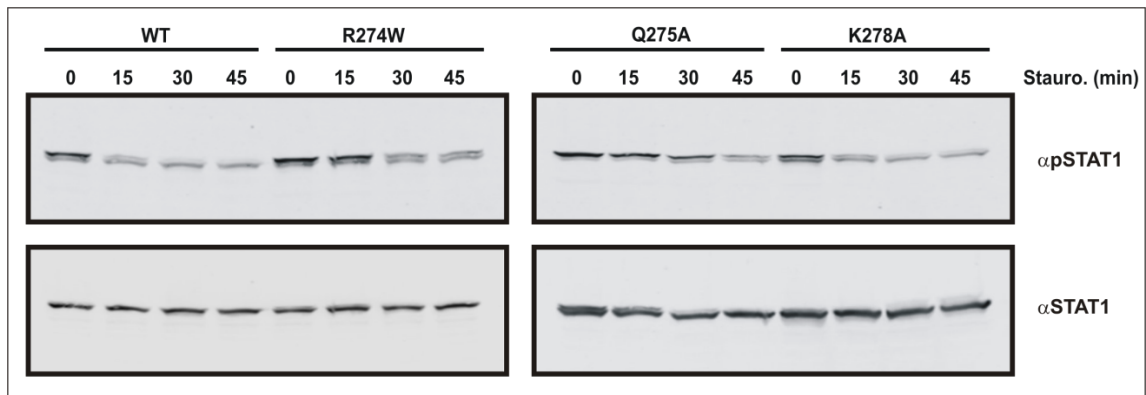 WT R274W Q275A K278A
0 15 30 45 0 15 30 45 0 15 30 45 0 15 30 45 Stauro. (min)
αpSTAT1
αSTAT1